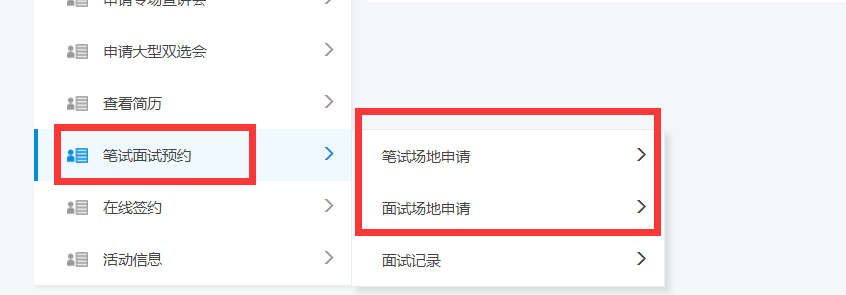 申请专场宣讲会
申请大型双选会
查看简历
笔试面试预约
在线签约
活动信息
笔试场地申请
面试场地申请
面试记录